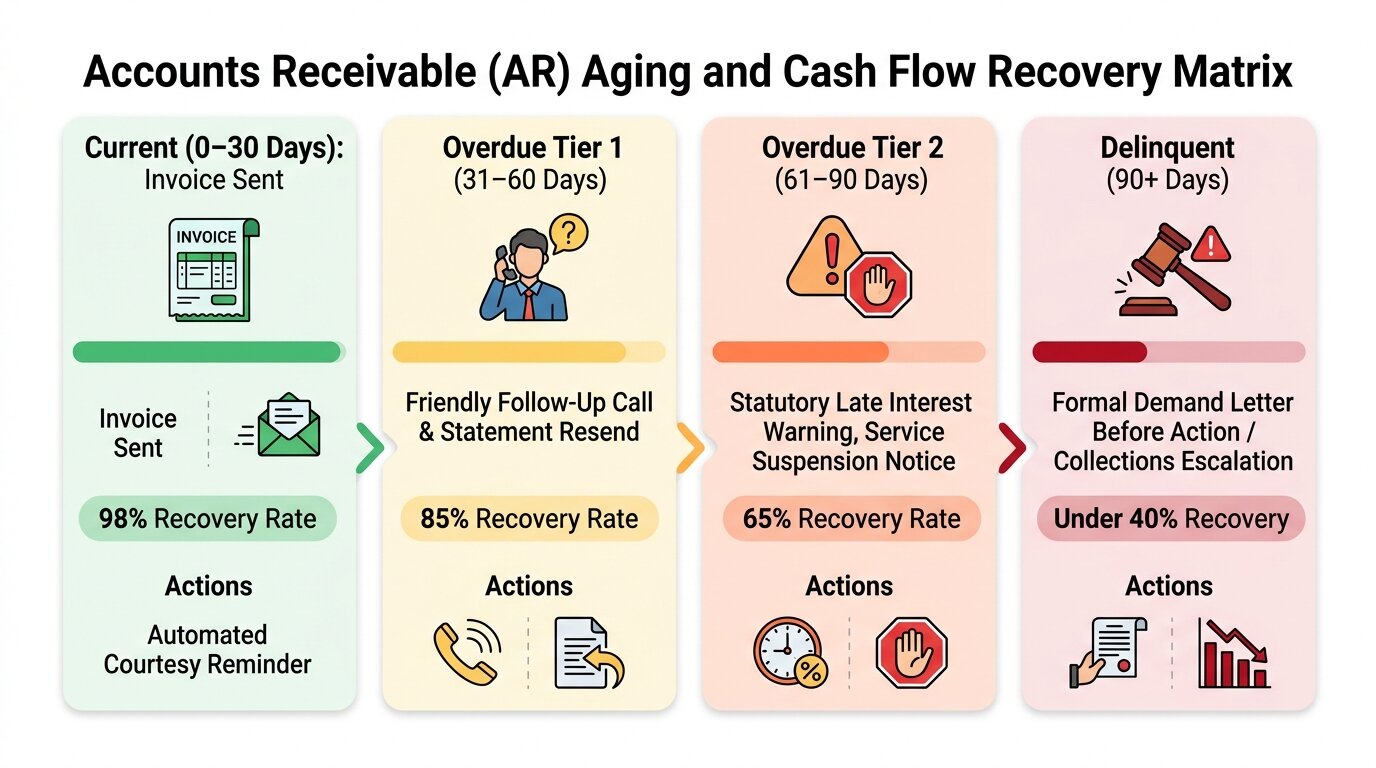 Accounts Receivable (AR) Aging and Cash Flow Recovery Matrix
Current (0–30 Days):
Invoice Sent
INVOICE
Invoice
Sent
98% Recovery Rate
Actions
Automated
Courtesy Reminder
Overdue Tier 1
(31–60 Days)
?
Friendly Follow-Up Call
& Statement Resend
85% Recovery Rate
Actions
Overdue Tier 2
(61–90 Days)
!
Statutory Late Interest
Warning, Service
Suspension Notice
65% Recovery Rate
Actions
%
Delinquent
(90+ Days)
!
Formal Demand Letter
Before Action /
Collections Escalation
Under 40% Recovery
Actions